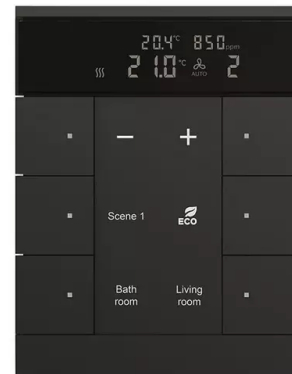 20.4°C 850ppm
21.0°C AUTO 2
− +
Scene 1 ECO
Bath Living
room room